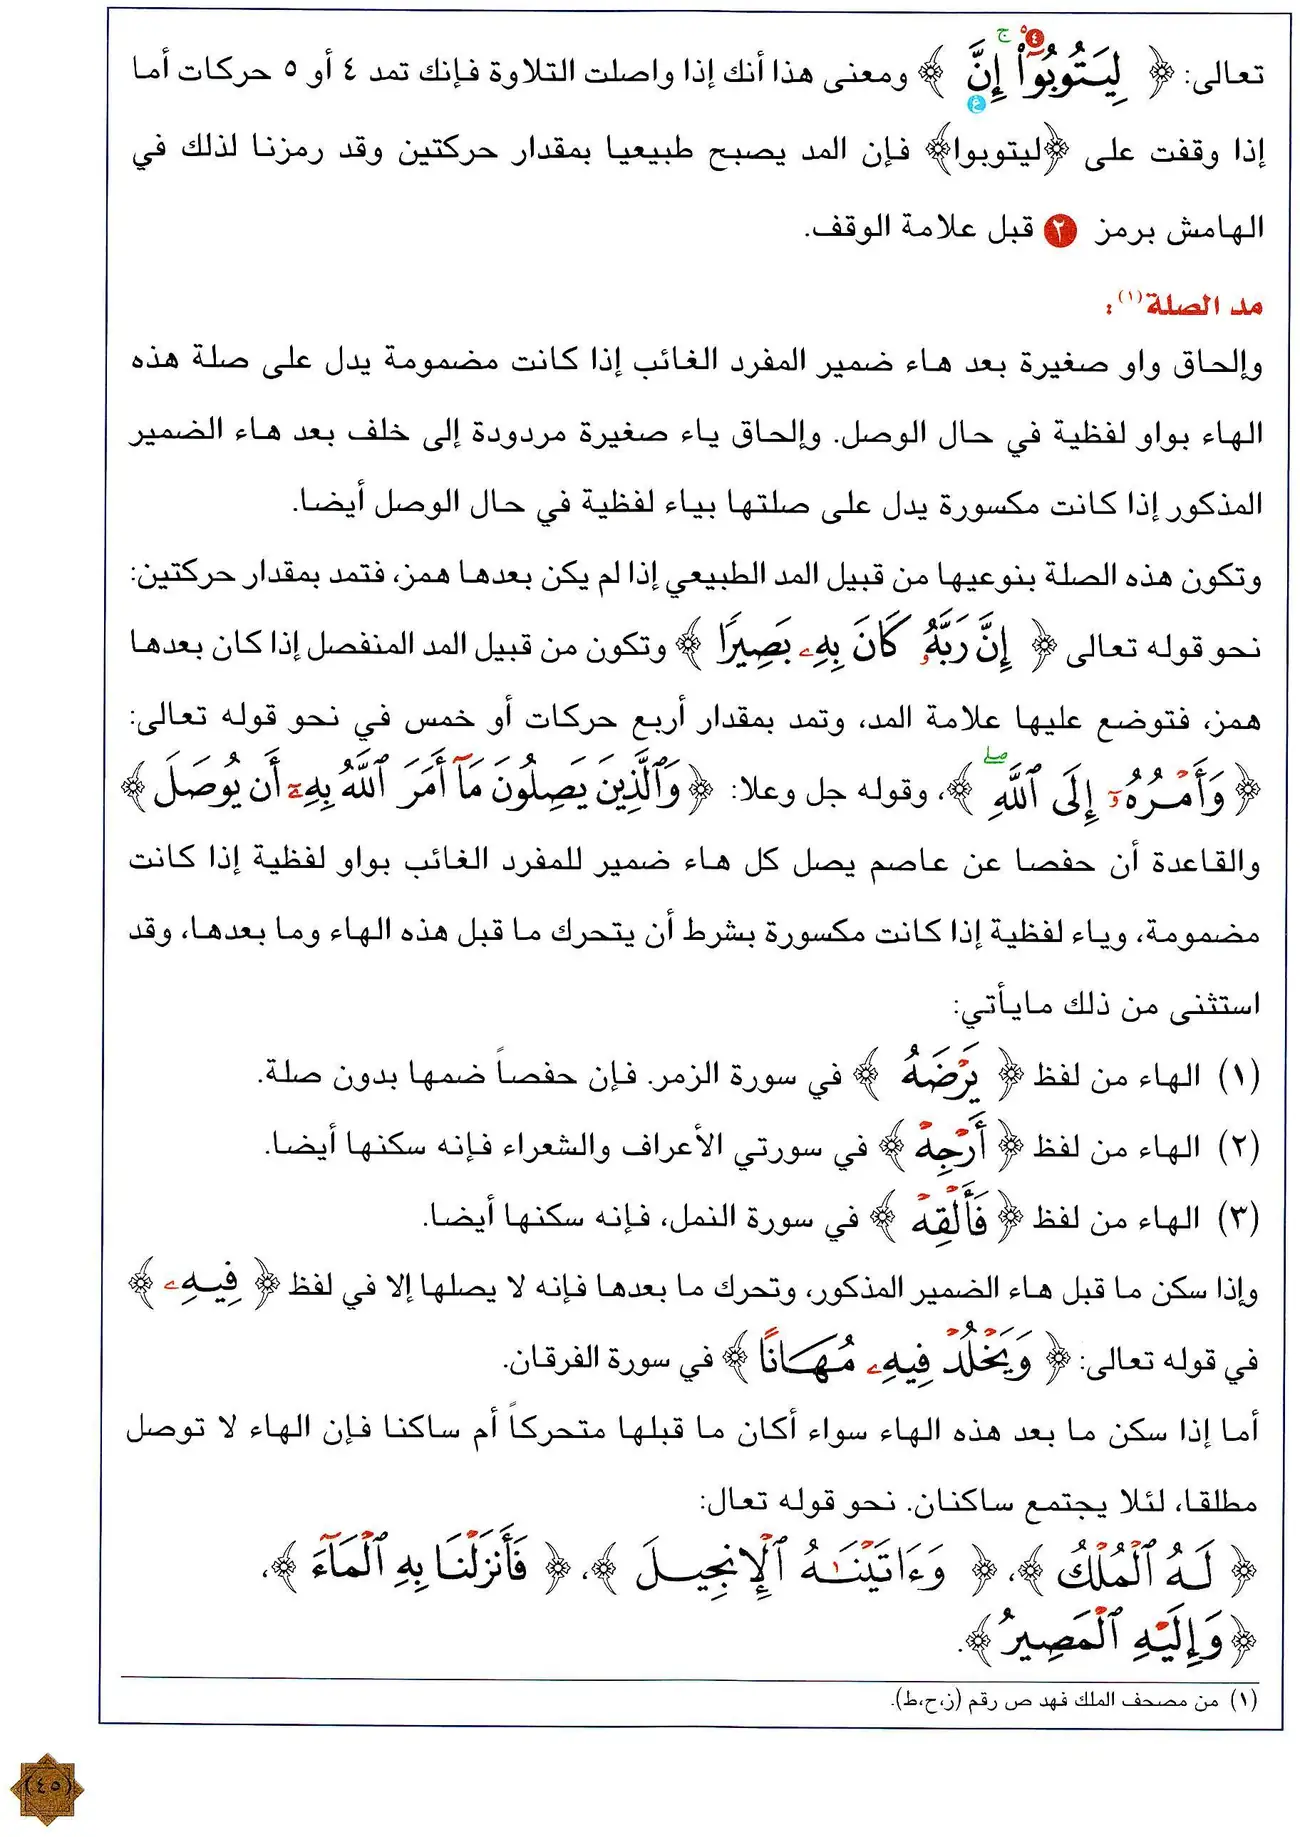 تعالى: ﴿ لِيَتُوبُوٓا۟ إِنَّ ﴾ ومعنى هذا أنك إذا واصلت التلاوة فإنك تمد ٤ أو ٥ حركات أما
إذا وقفت على ﴿ليتوبوا﴾ فإن المد يصبح طبيعيا بمقدار حركتين وقد رمزنا لذلك في
الهامش برمز ٢ قبل علامة الوقف.
مد الصلة(١):
وإلحاق واو صغيرة بعد هاء ضمير المفرد الغائب إذا كانت مضمومة يدل على صلة هذه
الهاء بواو لفظية في حال الوصل. وإلحاق ياء صغيرة مردودة إلى خلف بعد هاء الضمير
المذكور إذا كانت مكسورة يدل على صلتها بياء لفظية في حال الوصل أيضا.
وتكون هذه الصلة بنوعيها من قبيل المد الطبيعي إذا لم يكن بعدها همز، فتمد بمقدار حركتين:
نحو قوله تعالى ﴿ إِنَّ رَبَّهُۥ كَانَ بِهِۦ بَصِيرًا ﴾ وتكون من قبيل المد المنفصل إذا كان بعدها
همز، فتوضع عليها علامة المد، وتمد بمقدار أربع حركات أو خمس في نحو قوله تعالى:
﴿ وَأَمْرُهُۥٓ إِلَى ٱللَّهِۖ ﴾، وقوله جل وعلا: ﴿ وَٱلَّذِينَ يَصِلُونَ مَآ أَمَرَ ٱللَّهُ بِهِۦٓ أَن يُوصَلَ ﴾
والقاعدة أن حفصا عن عاصم يصل كل هاء ضمير للمفرد الغائب بواو لفظية إذا كانت
مضمومة، وياء لفظية إذا كانت مكسورة بشرط أن يتحرك ما قبل هذه الهاء وما بعدها، وقد
استثنى من ذلك مايأتي:
(١) الهاء من لفظ ﴿ يَرْضَهُ ﴾ في سورة الزمر. فإن حفصاً ضمها بدون صلة.
(٢) الهاء من لفظ ﴿ أَرْجِهْ ﴾ في سورتي الأعراف والشعراء فإنه سكنها أيضا.
(٣) الهاء من لفظ ﴿ فَأَلْقِهْ ﴾ في سورة النمل، فإنه سكنها أيضا.
وإذا سكن ما قبل هاء الضمير المذكور، وتحرك ما بعدها فإنه لا يصلها إلا في لفظ ﴿ فِيهِۦ ﴾
في قوله تعالى: ﴿ وَيَخْلُدْ فِيهِۦ مُهَانًا ﴾ في سورة الفرقان.
أما إذا سكن ما بعد هذه الهاء سواء أكان ما قبلها متحركاً أم ساكنا فإن الهاء لا توصل
مطلقا، لئلا يجتمع ساكنان. نحو قوله تعال:
﴿ لَهُ ٱلْمُلْكُ ﴾، ﴿ وَءَاتَيْنَـٰهُ ٱلْإِنجِيلَ ﴾، ﴿ فَأَنزَلْنَا بِهِ ٱلْمَآءَ ﴾،
﴿ وَإِلَيْهِ ٱلْمَصِيرُ ﴾.
(١) من مصحف الملك فهد ص رقم (ز،ح،ط).
(٤٥)